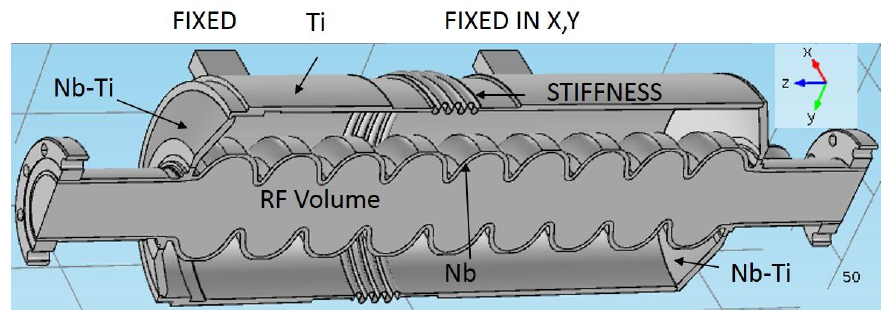 FIXED Ti FIXED IN X,Y
Nb-Ti
STIFFNESS
x
z
y
RF Volume
Nb
Nb-Ti
50